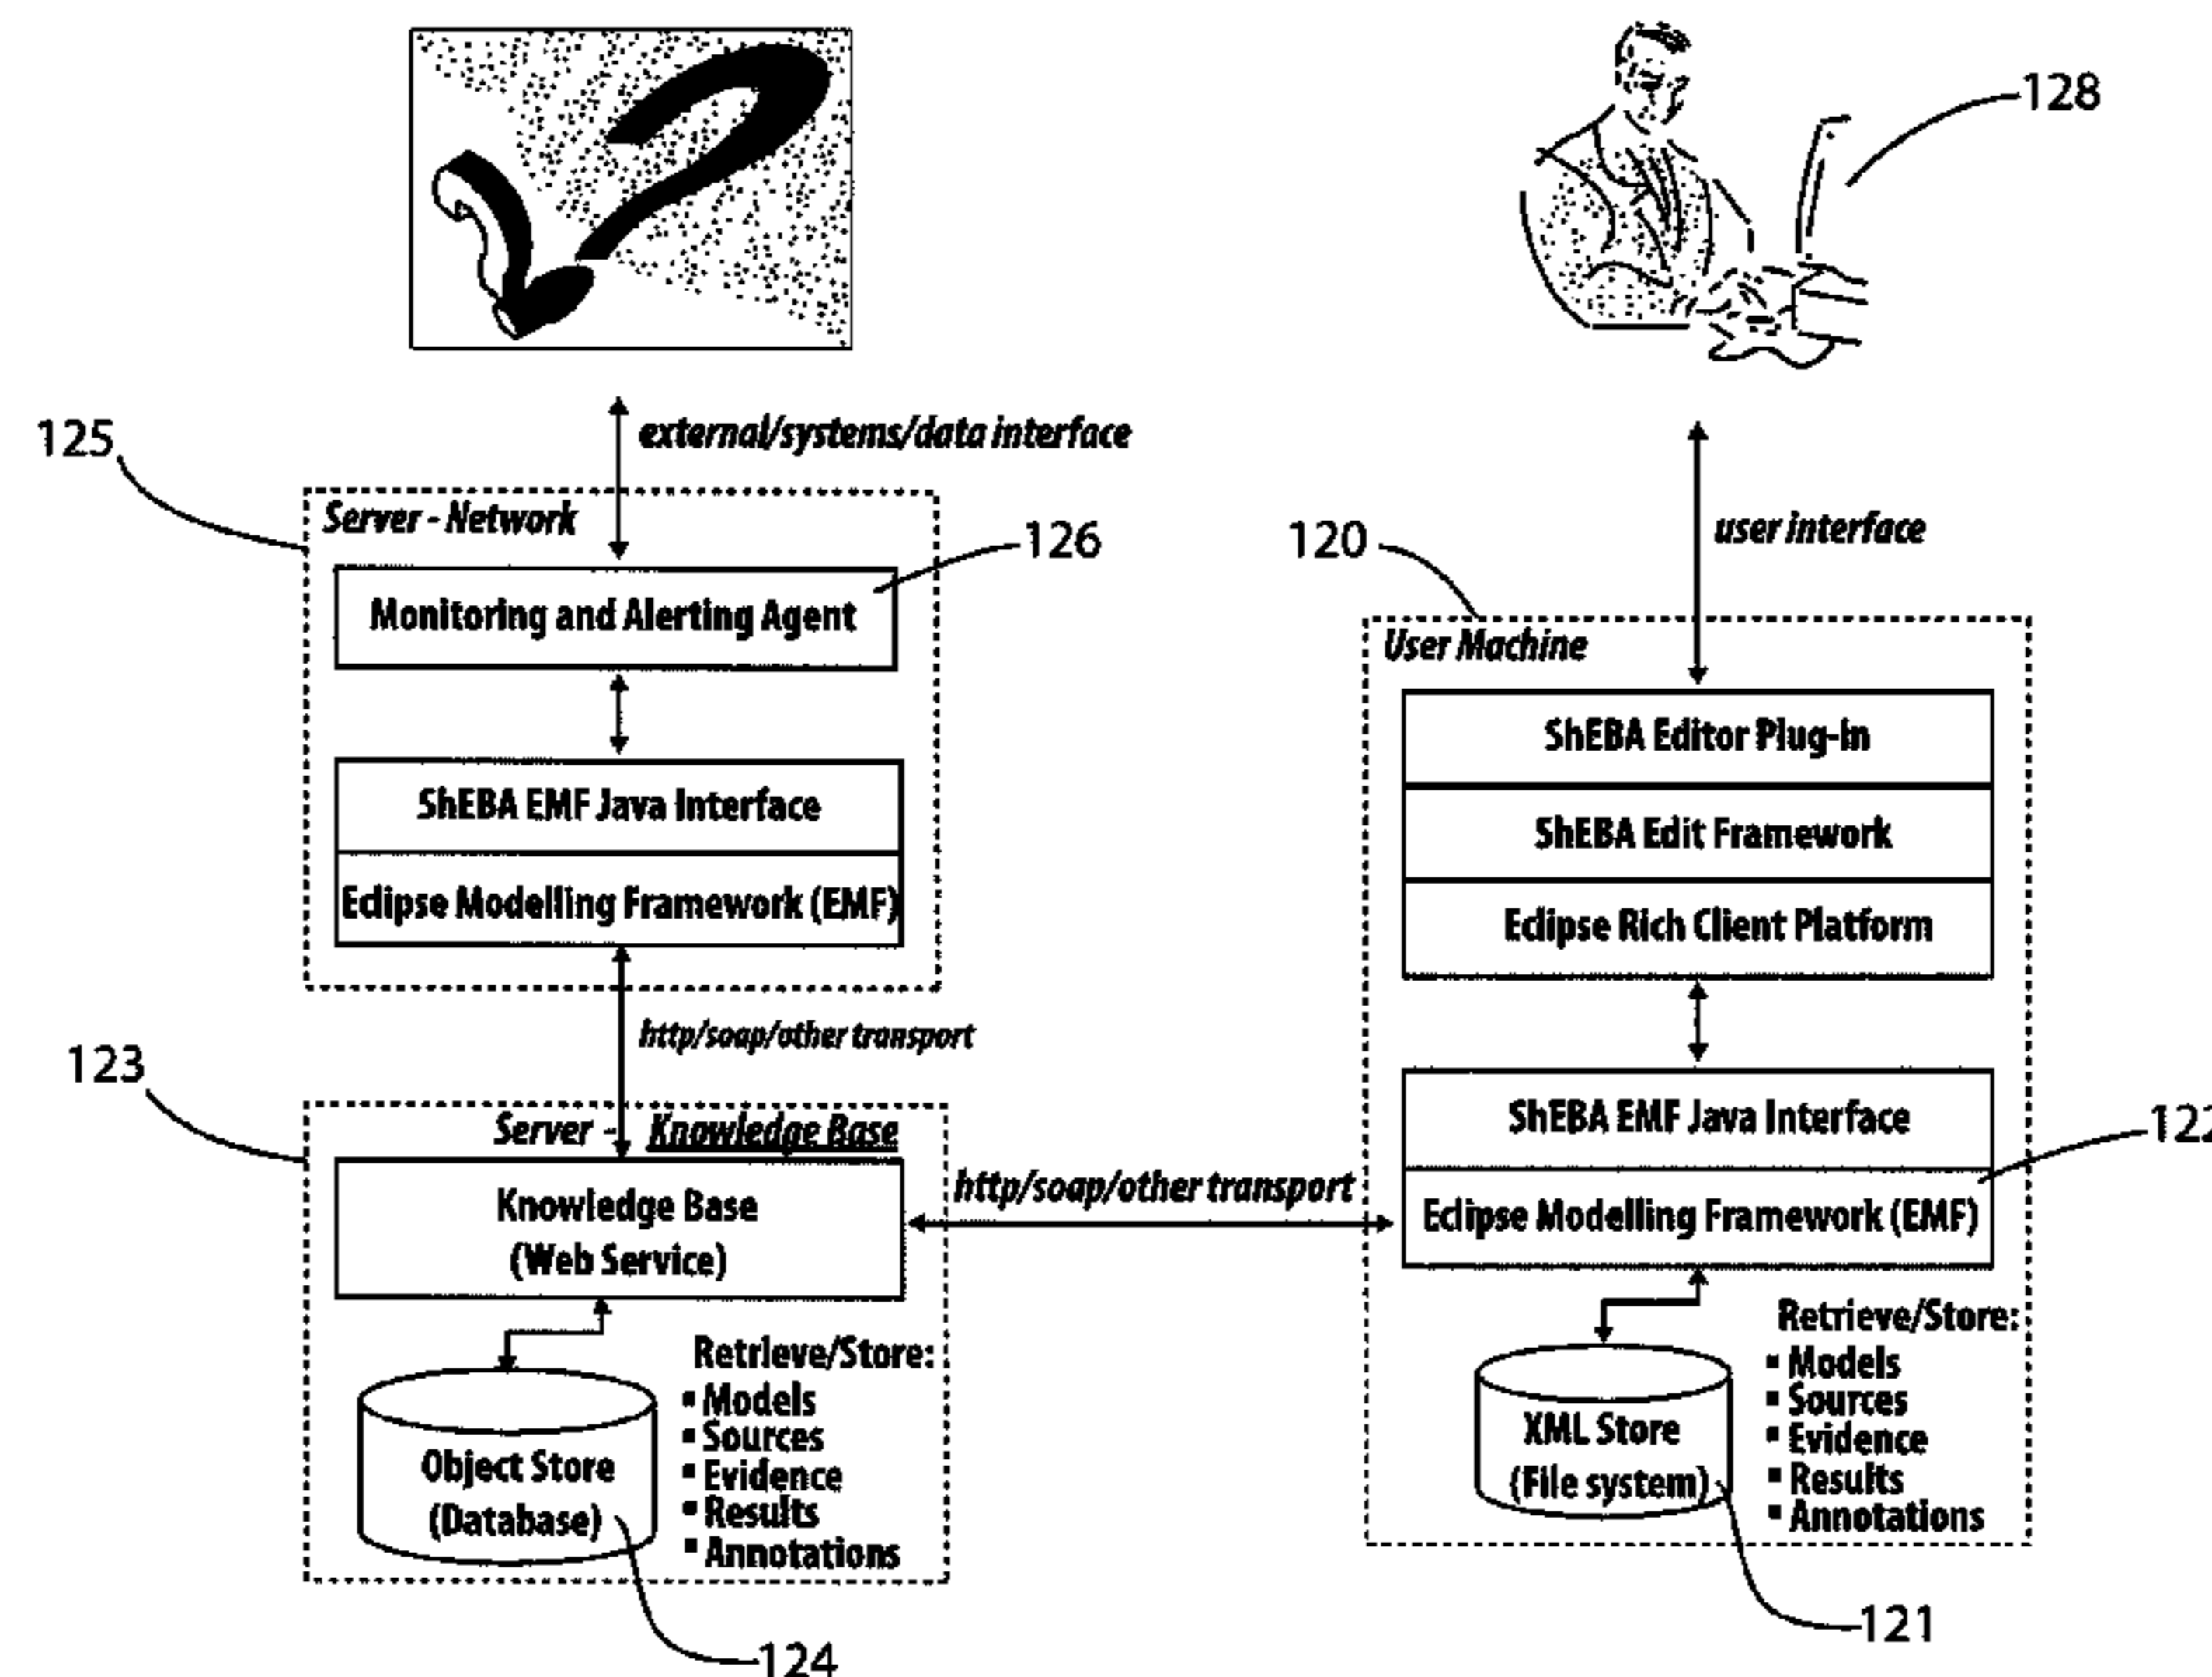 128
125
external/systems/data interface
Server - Network
126
Monitoring and Alerting Agent
ShEBA EMF Java Interface
Eclipse Modelling Framework (EMF)
http/soap/other transport
123
Server - Knowledge Base
Knowledge Base
(Web Service)
Object Store
(Database)
Retrieve/Store:
▪ Models
▪ Sources
▪ Evidence
▪ Results
▪ Annotations
124
http/soap/other transport
user interface
120
User Machine
ShEBA Editor Plug-In
ShEBA Edit Framework
Eclipse Rich Client Platform
ShEBA EMF Java Interface
122
Eclipse Modelling Framework (EMF)
XML Store
(File system)
Retrieve/Store:
▪ Models
▪ Sources
▪ Evidence
▪ Results
▪ Annotations
121